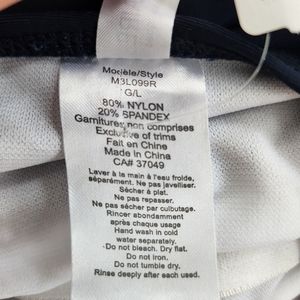 Modèle/Style
M3L099R
G/L
80% NYLON
20% SPANDEX
Garnitures non comprises
Exclusive of trims
Fait en Chine
Made in China
CA# 37049
Laver à la main à l'eau froide,
séparément. Ne pas javelliser.
Sécher à plat.
Ne pas repasser.
Ne pas sécher par culbutage.
Rincer abondamment
après chaque usage
Hand wash in cold
water separately.
Do not bleach. Dry flat.
Do not iron.
Do not tumble dry.
Rinse deeply after each used.